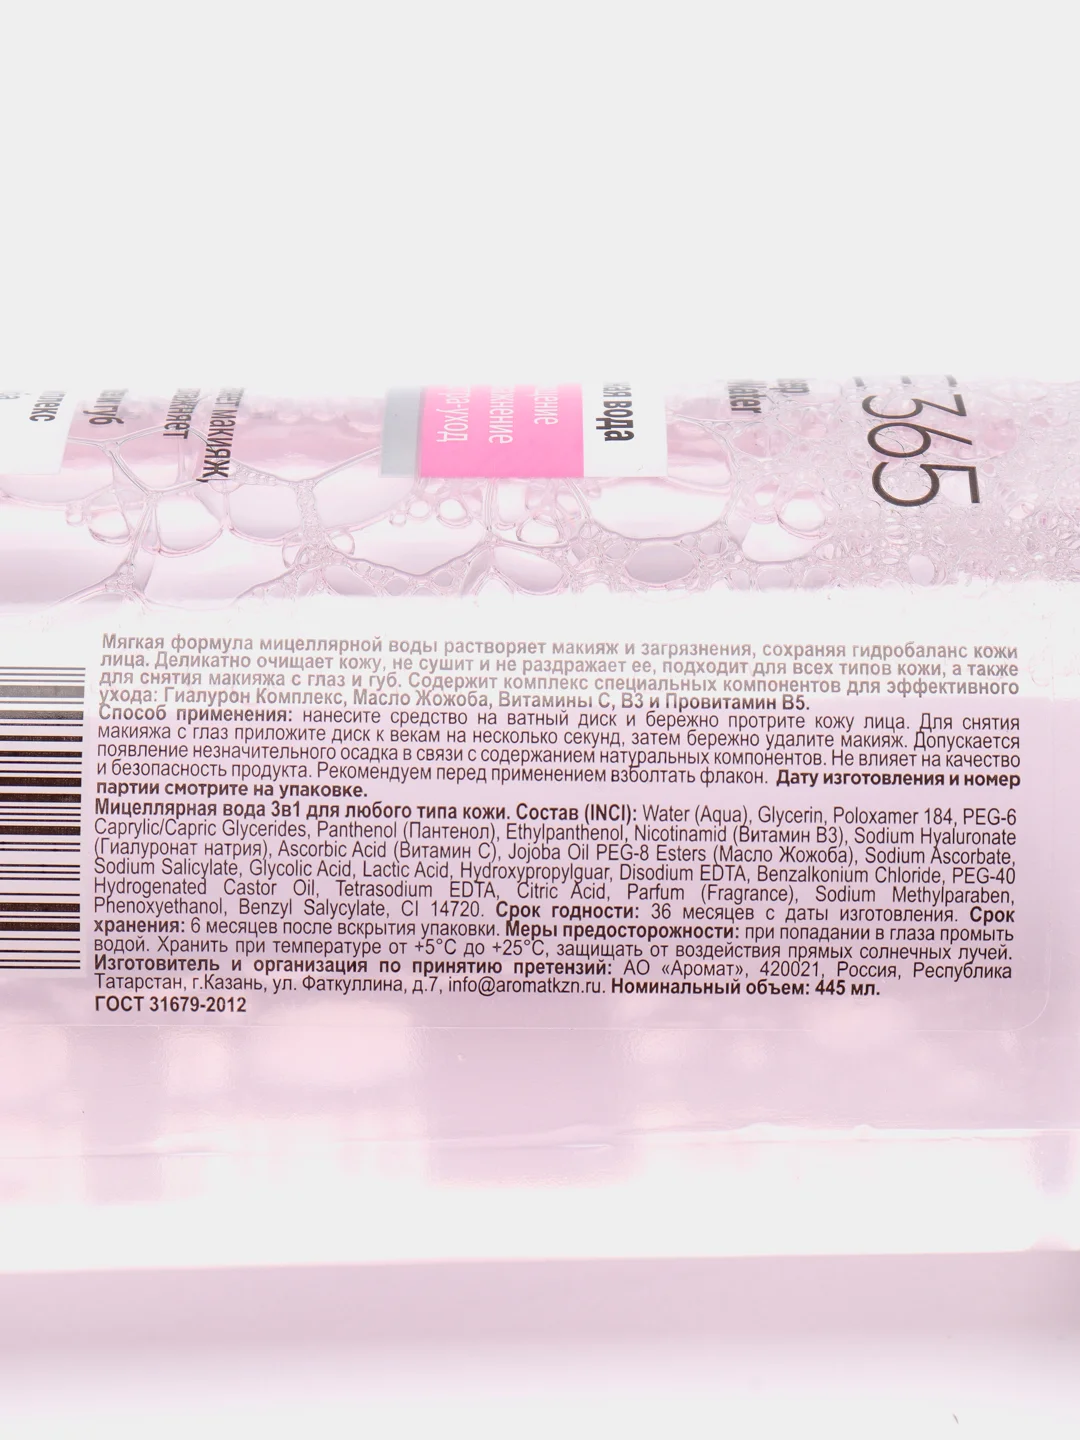 365
Water
ная вода
щение
жнение
ра-уход
ет макияж
плекс
Мягкая формула мицеллярной воды растворяет макияж и загрязнения, сохраняя гидробаланс кожи
лица. Деликатно очищает кожу, не сушит и не раздражает ее, подходит для всех типов кожи, а также
для снятия макияжа с глаз и губ. Содержит комплекс специальных компонентов для эффективного
ухода: Гиалурон Комплекс, Масло Жожоба, Витамины С, В3 и Провитамин В5.
Способ применения: нанесите средство на ватный диск и бережно протрите кожу лица. Для снятия
макияжа с глаз приложите диск к векам на несколько секунд, затем бережно удалите макияж. Допускается
появление незначительного осадка в связи с содержанием натуральных компонентов. Не влияет на качество
и безопасность продукта. Рекомендуем перед применением взболтать флакон. Дату изготовления и номер
партии смотрите на упаковке.
Мицеллярная вода 3в1 для любого типа кожи. Состав (INCI): Water (Aqua), Glycerin, Poloxamer 184, PEG-6
Caprylic/Capric Glycerides, Panthenol (Пантенол), Ethylpanthenol, Nicotinamid (Витамин В3), Sodium Hyaluronate
(Гиалуронат натрия), Ascorbic Acid (Витамин С), Jojoba Oil PEG-8 Esters (Масло Жожоба), Sodium Ascorbate,
Sodium Salicylate, Glycolic Acid, Lactic Acid, Hydroxypropylguar, Disodium EDTA, Benzalkonium Chloride, PEG-40
Hydrogenated Castor Oil, Tetrasodium EDTA, Citric Acid, Parfum (Fragrance), Sodium Methylparaben,
Phenoxyethanol, Benzyl Salycylate, CI 14720. Срок годности: 36 месяцев с даты изготовления. Срок
хранения: 6 месяцев после вскрытия упаковки. Меры предосторожности: при попадании в глаза промыть
водой. Хранить при температуре от +5°С до +25°С, защищать от воздействия прямых солнечных лучей.
Изготовитель и организация по принятию претензий: АО «Аромат», 420021, Россия, Республика
Татарстан, г.Казань, ул. Фаткуллина, д.7, info@aromatkzn.ru. Номинальный объем: 445 мл.
ГОСТ 31679-2012